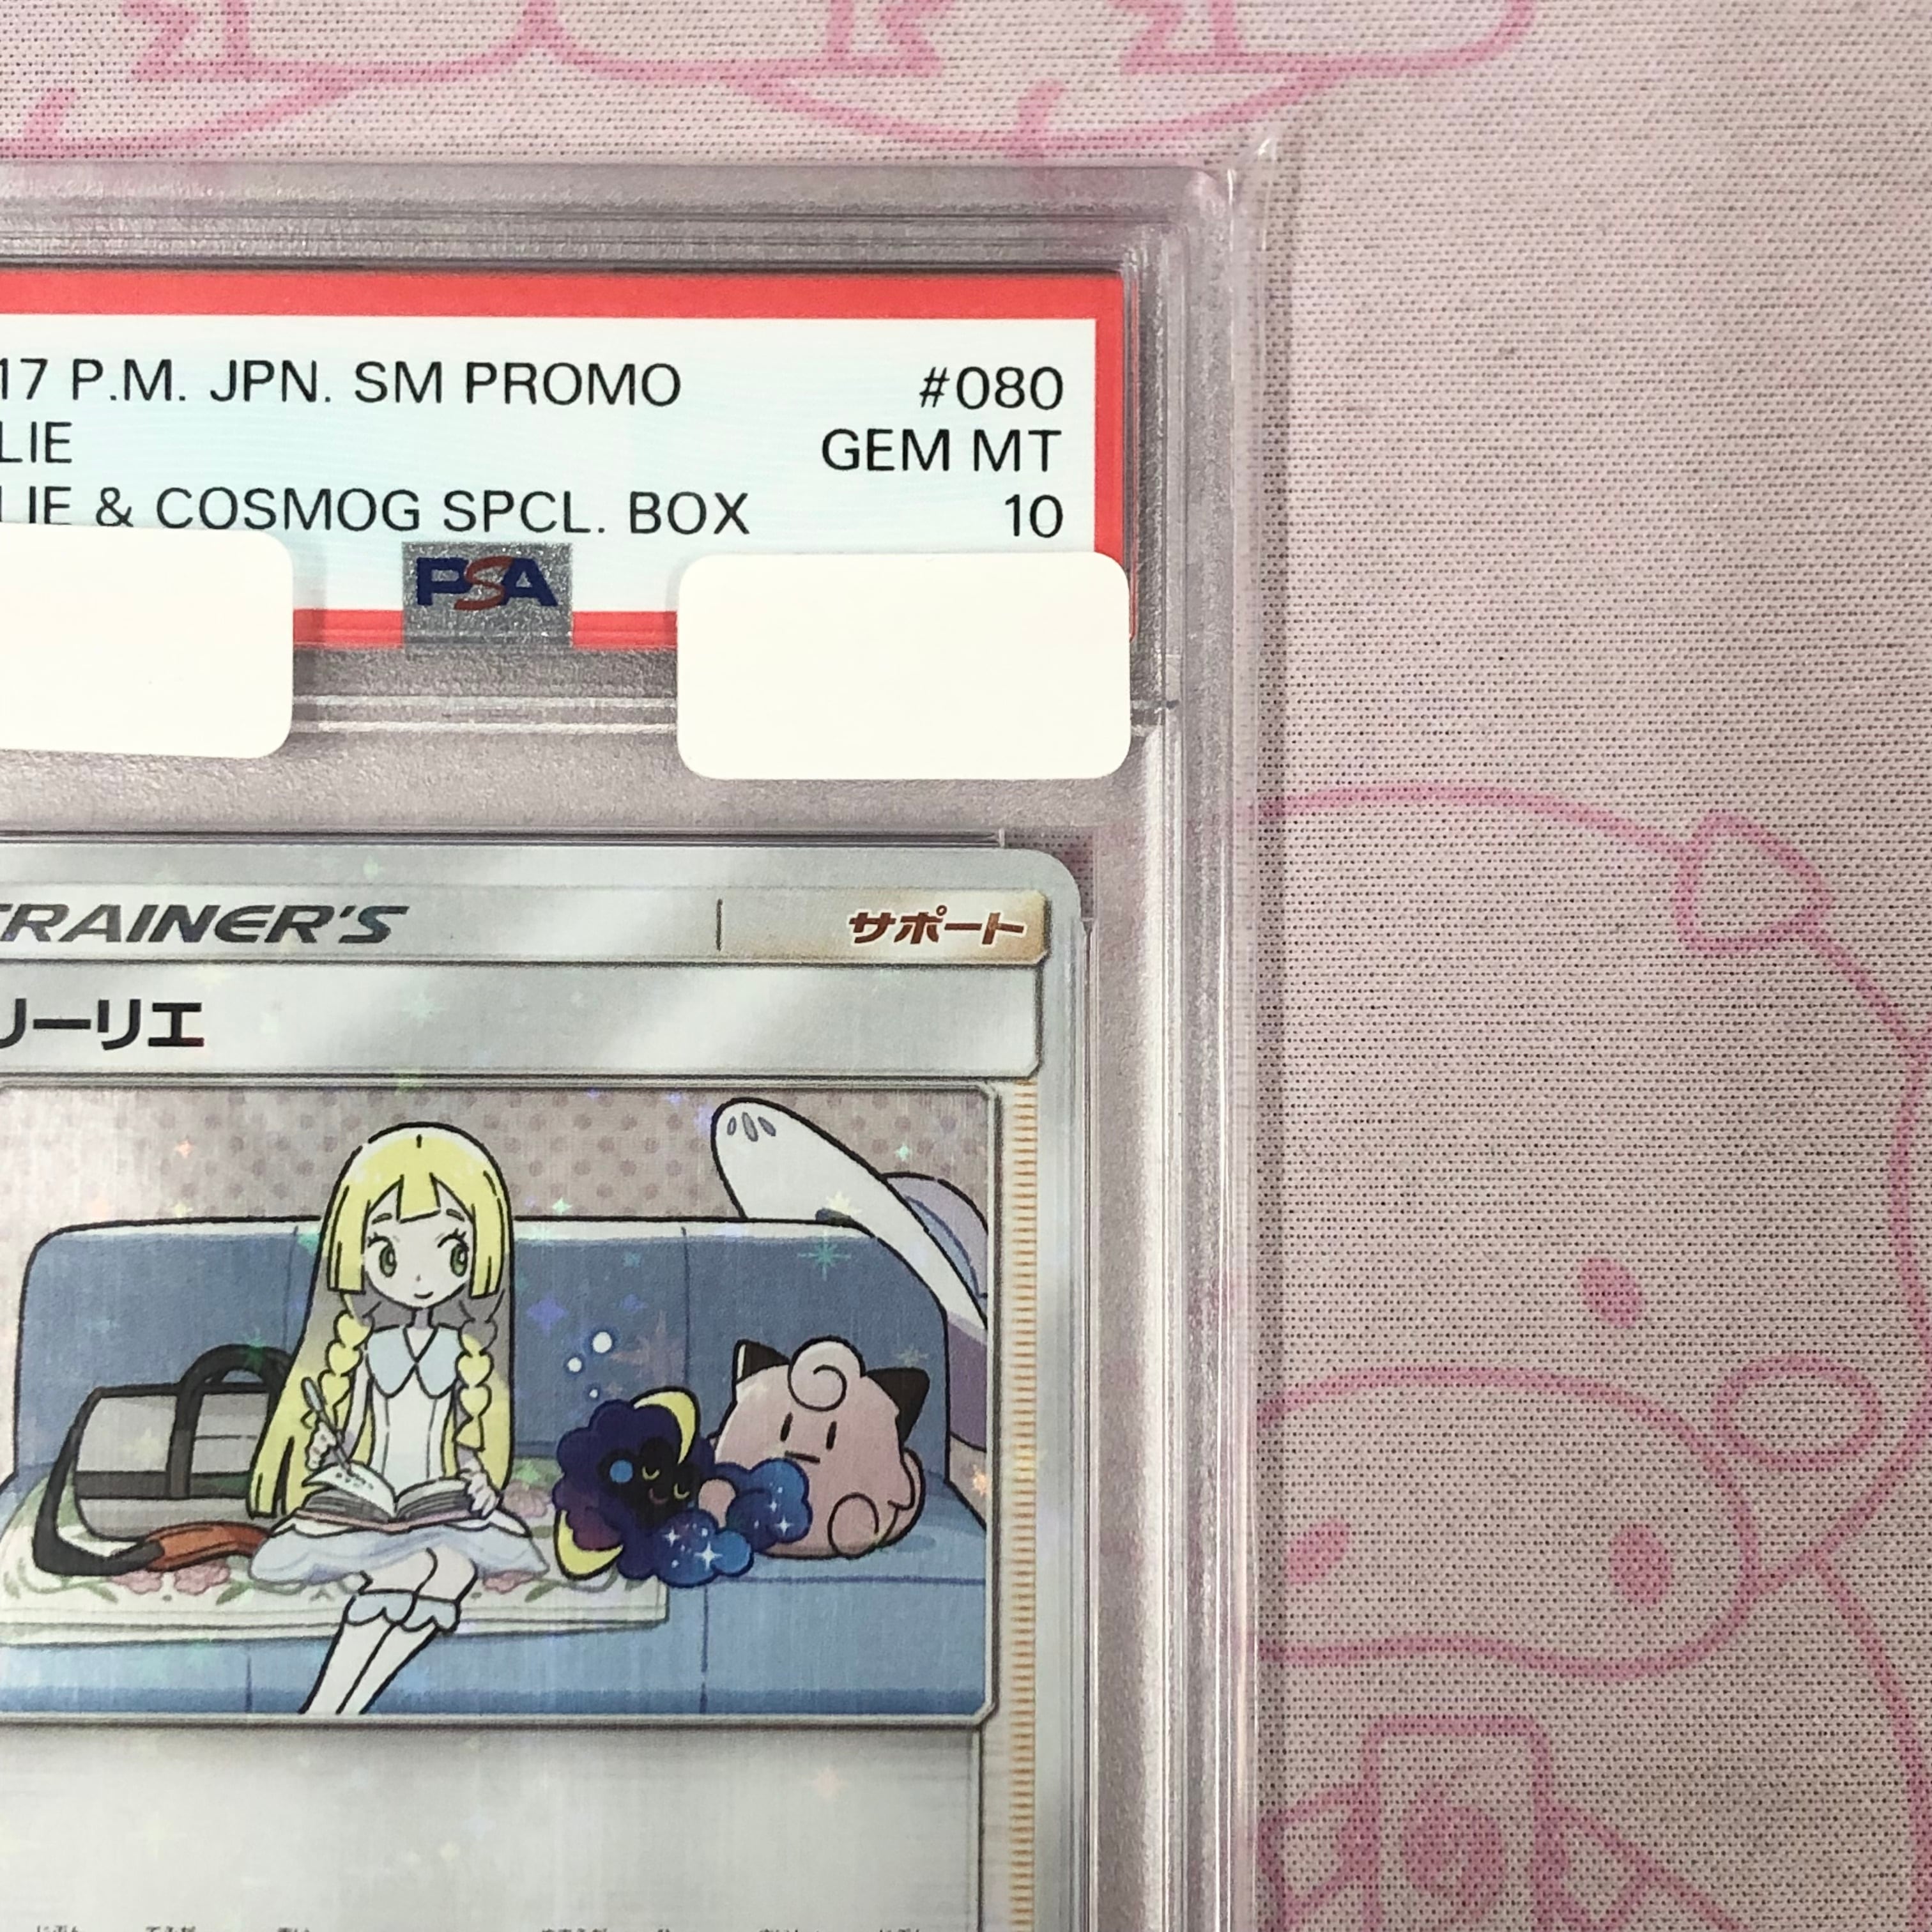 17 P.M. JPN. SM PROMO #080
LIE GEM MT
LIE & COSMOG SPCL. BOX 10
PSA
TRAINER'S サポート
リーリエ